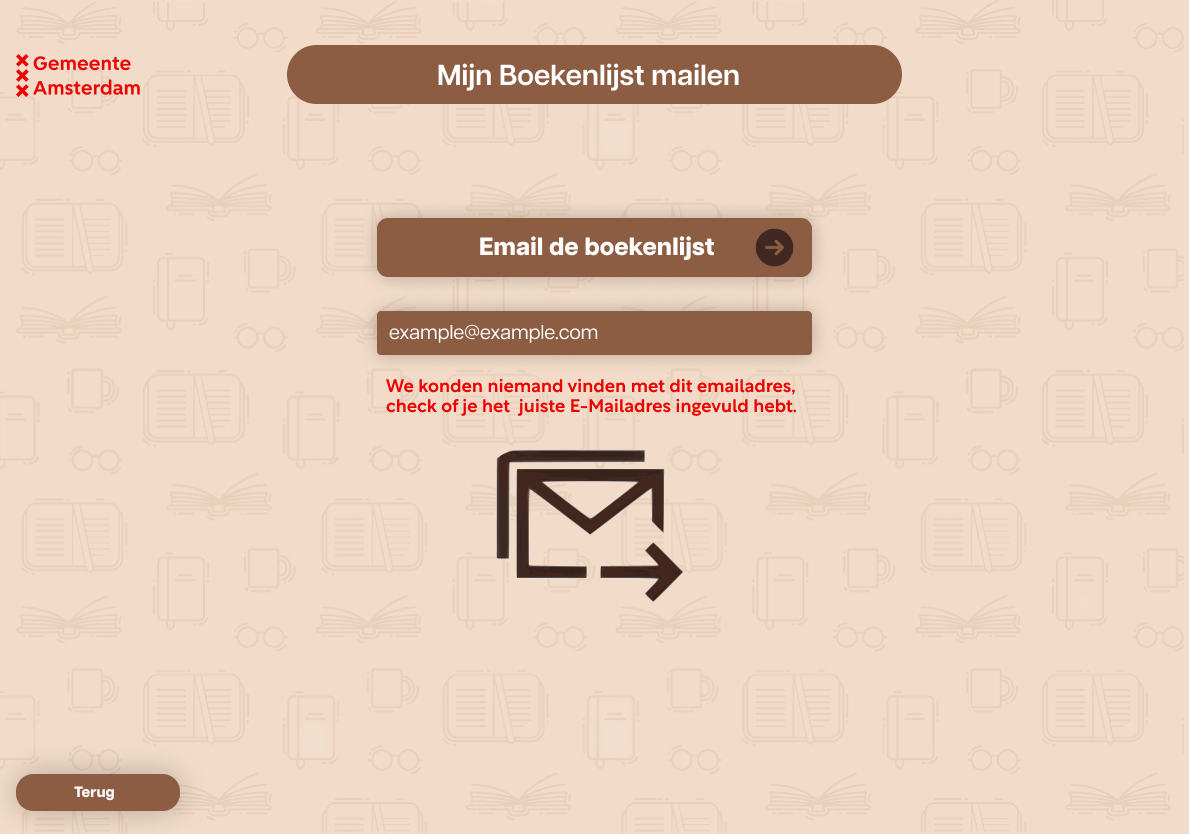 Gemeente
Amsterdam
Mijn Boekenlijst mailen
Email de boekenlijst
example@example.com
We konden niemand vinden met dit emailadres,
check of je het  juiste E-Mailadres ingevuld hebt.
Terug